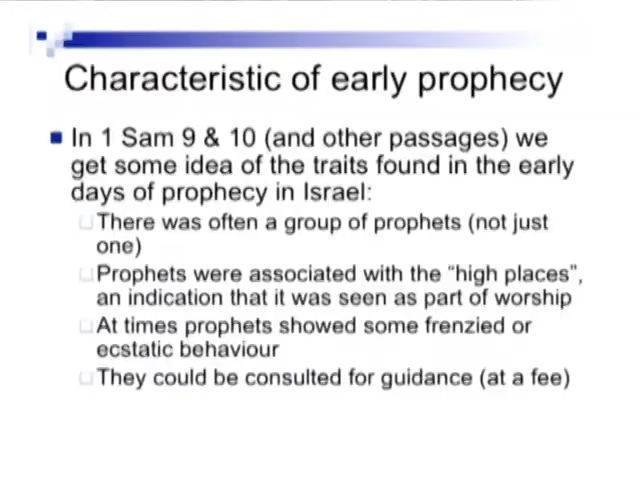 Characteristic of early prophecy
In 1 Sam 9 & 10 (and other passages) we
get some idea of the traits found in the early
days of prophecy in Israel:
There was often a group of prophets (not just
one)
Prophets were associated with the “high places”,
an indication that it was seen as part of worship
At times prophets showed some frenzied or
ecstatic behaviour
They could be consulted for guidance (at a fee)